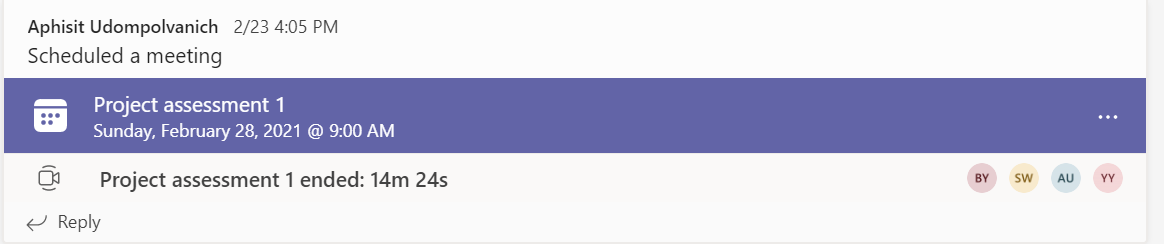 Aphisit Udompolvanich 2/23 4:05 PM
Scheduled a meeting
Project assessment 1
Sunday, February 28, 2021 @ 9:00 AM
...
Project assessment 1 ended: 14m 24s BY SW AU YY
Reply